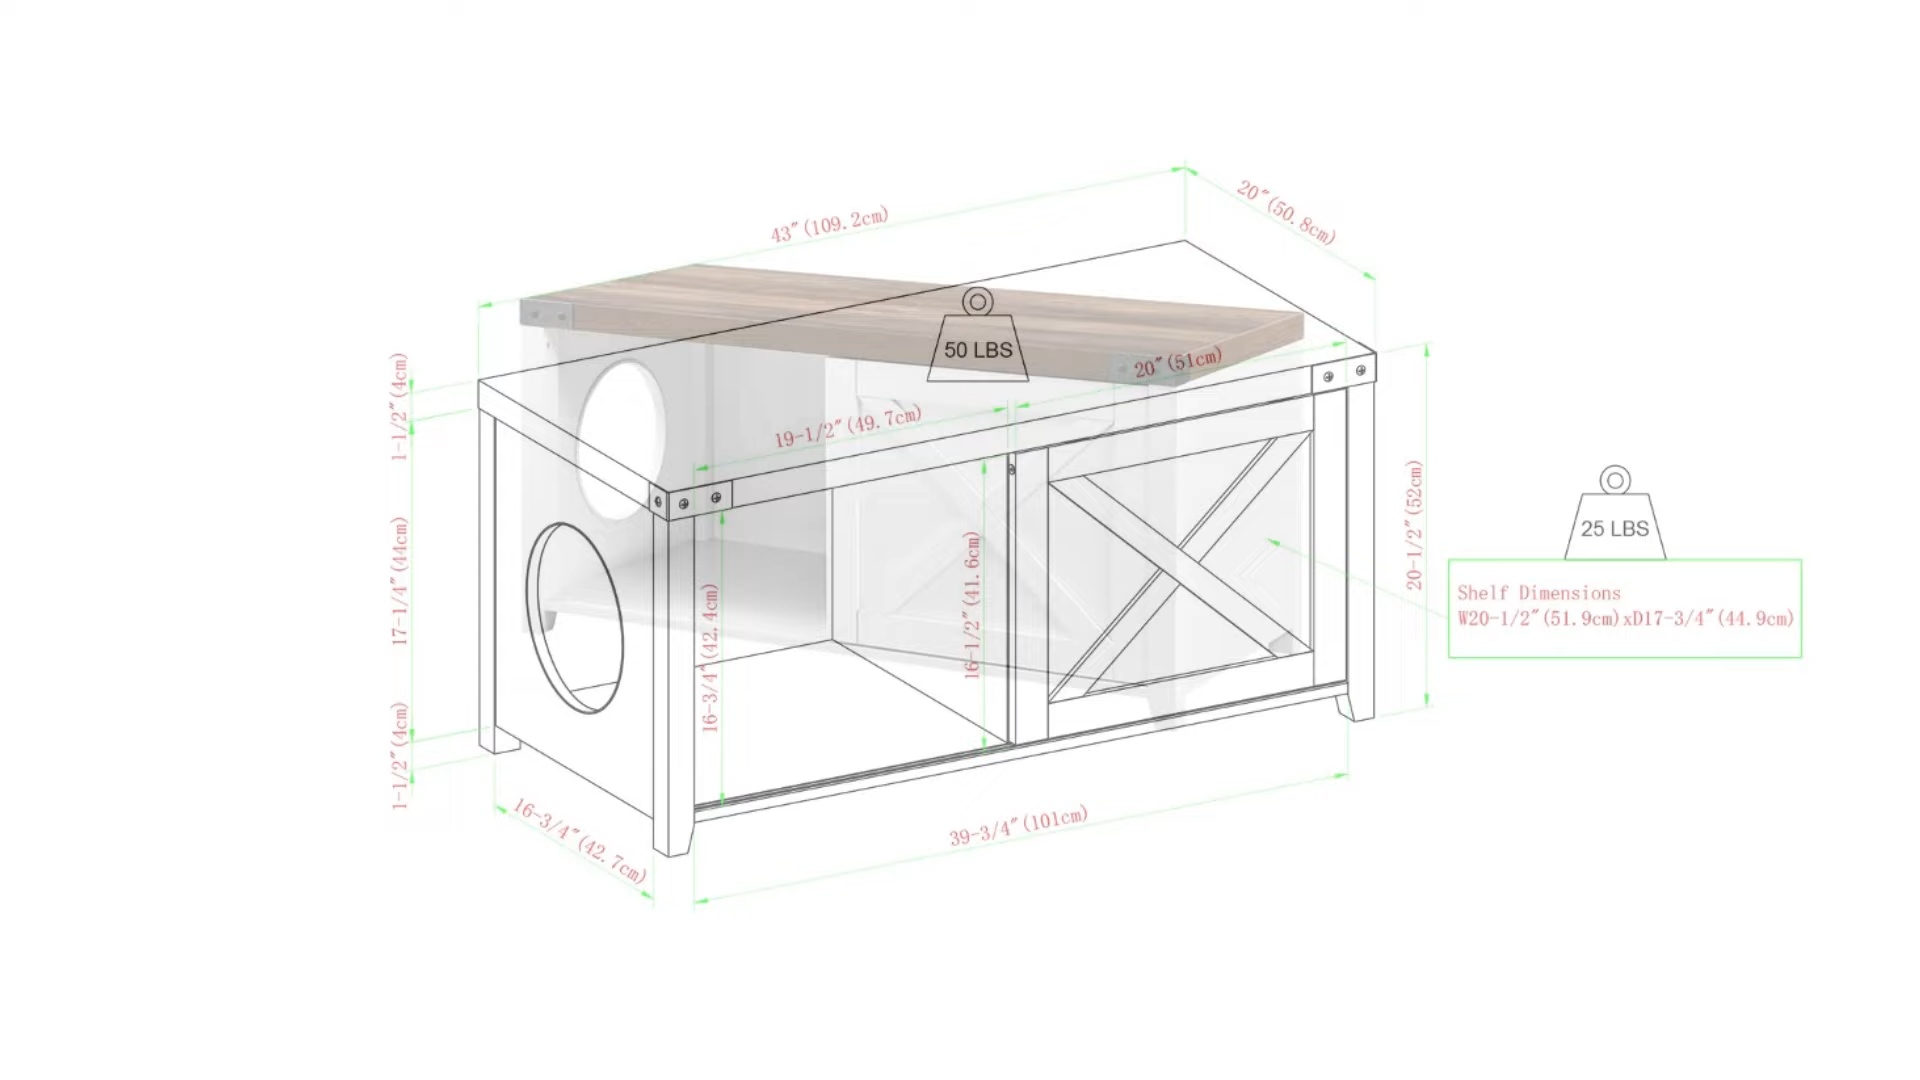 43"(109.2cm)
20"(50.8cm)
50 LBS
20"(51cm)
19-1/2"(49.7cm)
1-1/2"(4cm)
17-1/4"(44cm)
1-1/2"(4cm)
16-3/4"(42.4cm)
16-1/2"(41.6cm)
20-1/2"(52cm)
25 LBS
Shelf Dimensions
W20-1/2"(51.9cm)xD17-3/4"(44.9cm)
16-3/4"(42.7cm)
39-3/4"(101cm)